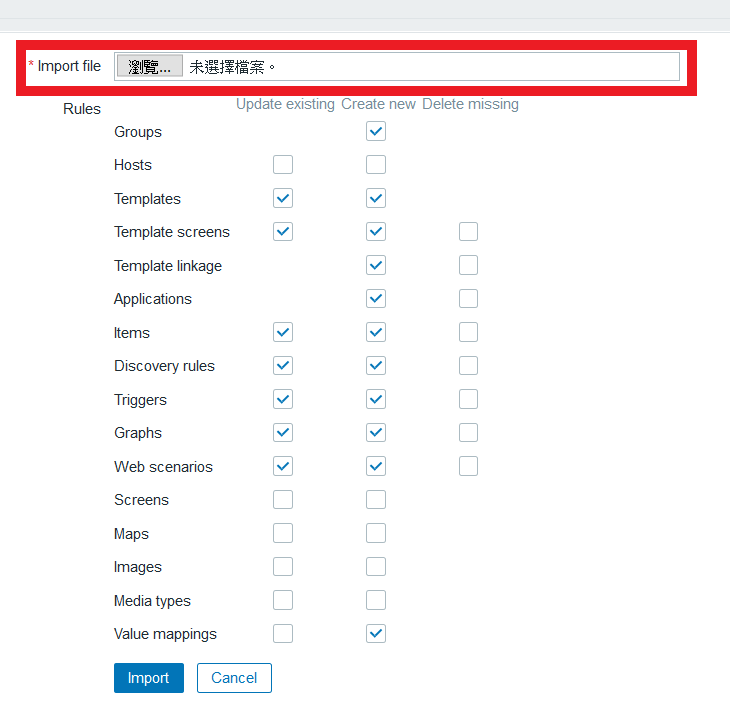 * Import file 瀏覽... 未選擇檔案。
Rules Update existing Create new Delete missing
Groups
Hosts
Templates
Template screens
Template linkage
Applications
Items
Discovery rules
Triggers
Graphs
Web scenarios
Screens
Maps
Images
Media types
Value mappings
Import Cancel